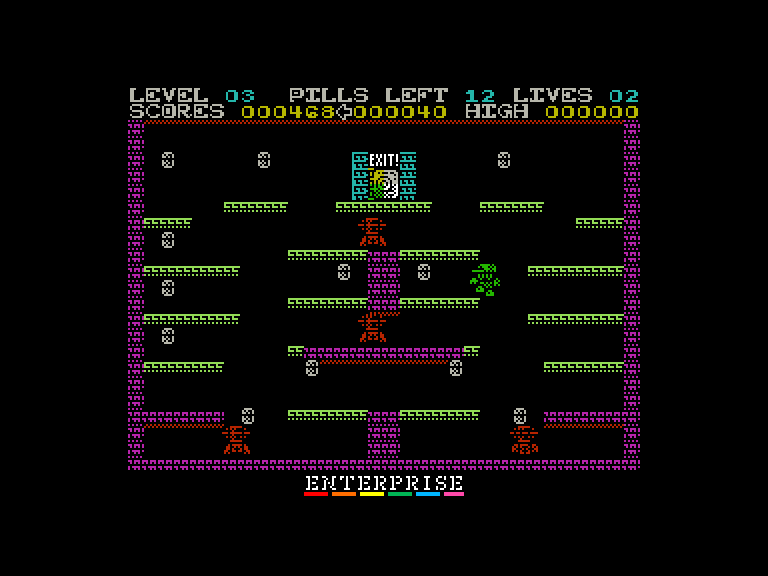 LEVEL 03 PILLS LEFT 12 LIVES 02
SCORES 000468 000040 HIGH 000000
EXIT!
ENTERPRISE